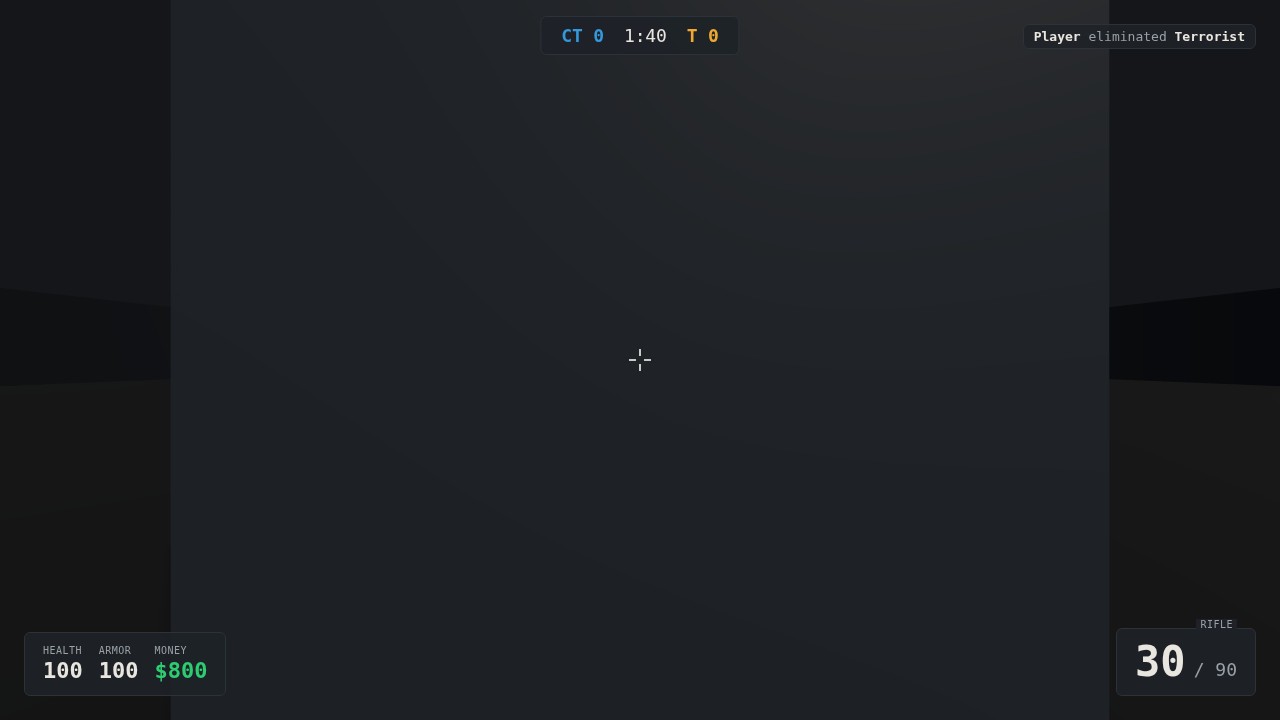 CT 0 1:40 T 0
Player eliminated Terrorist
HEALTH ARMOR MONEY
100 100 $800
RIFLE
30 / 90